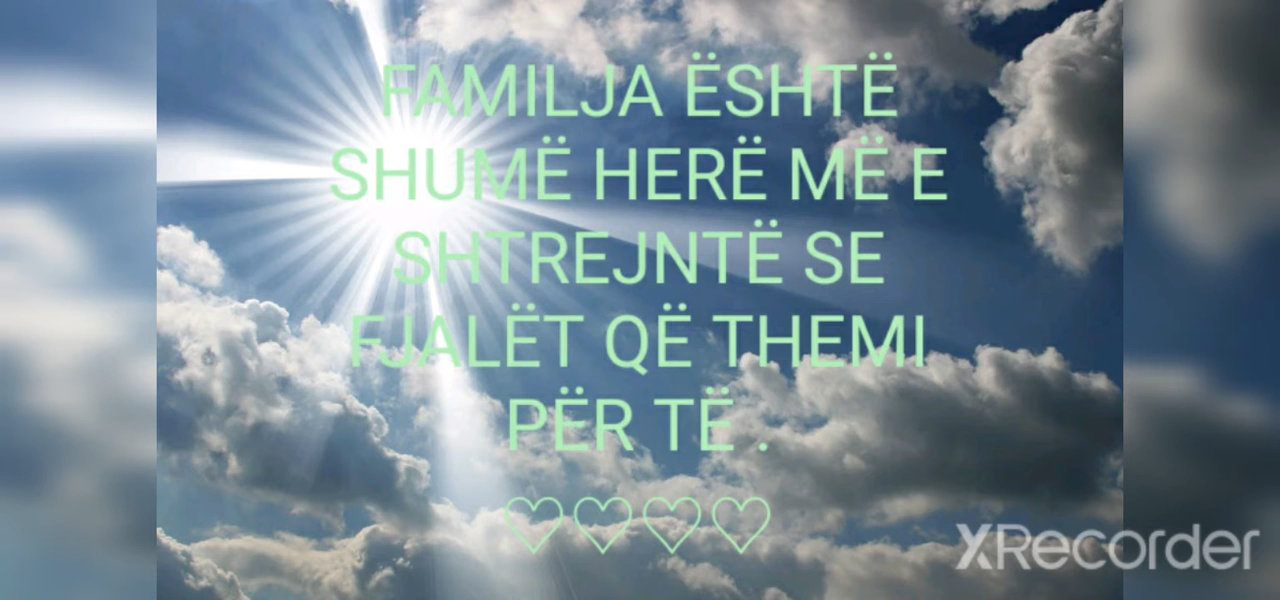 FAMILJA ËSHTË
SHUMË HERË MË E
SHTREJNTË SE
FJALËT QË THEMI
PËR TË .
♡♡♡♡
XRecorder